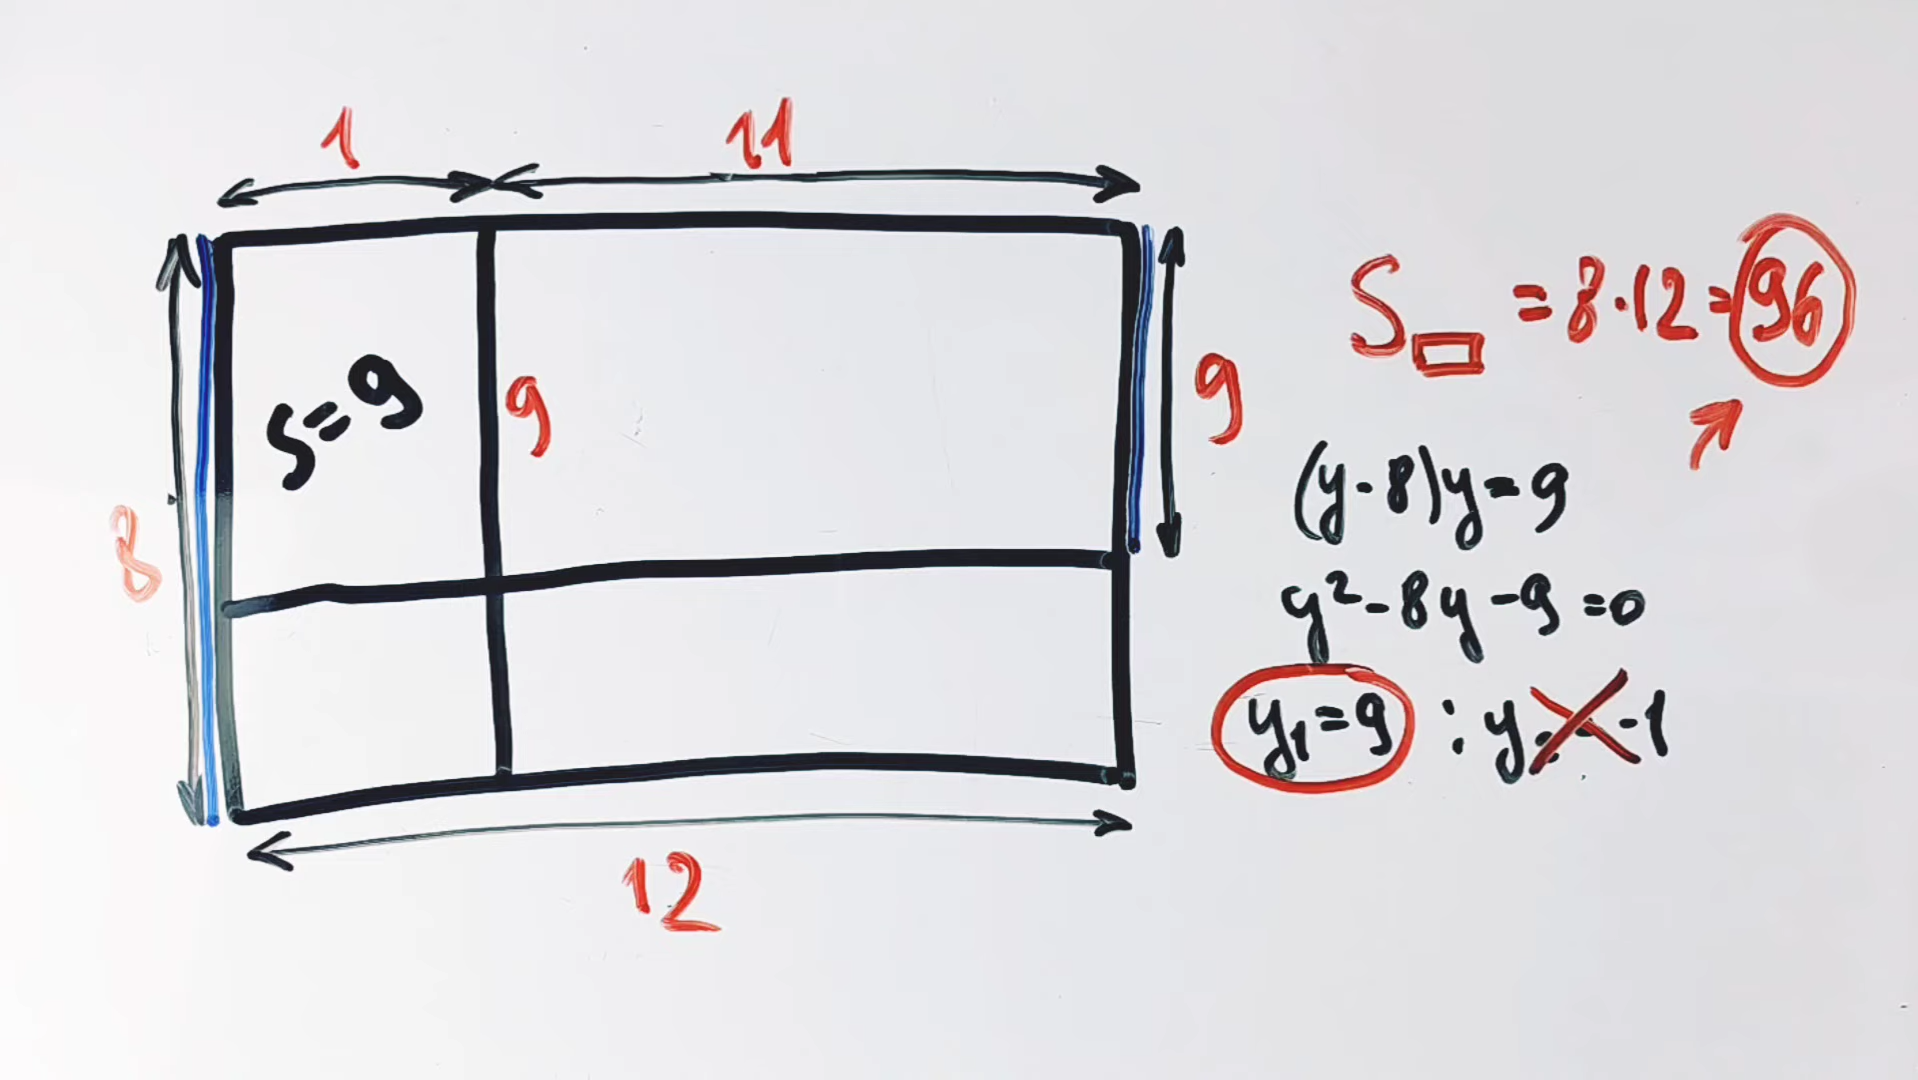 1
11
S=9
9
9
8
12
S▭ = 8·12=96
(y-8)y=9
y²-8y-9=0
y₁=9 ; y -1